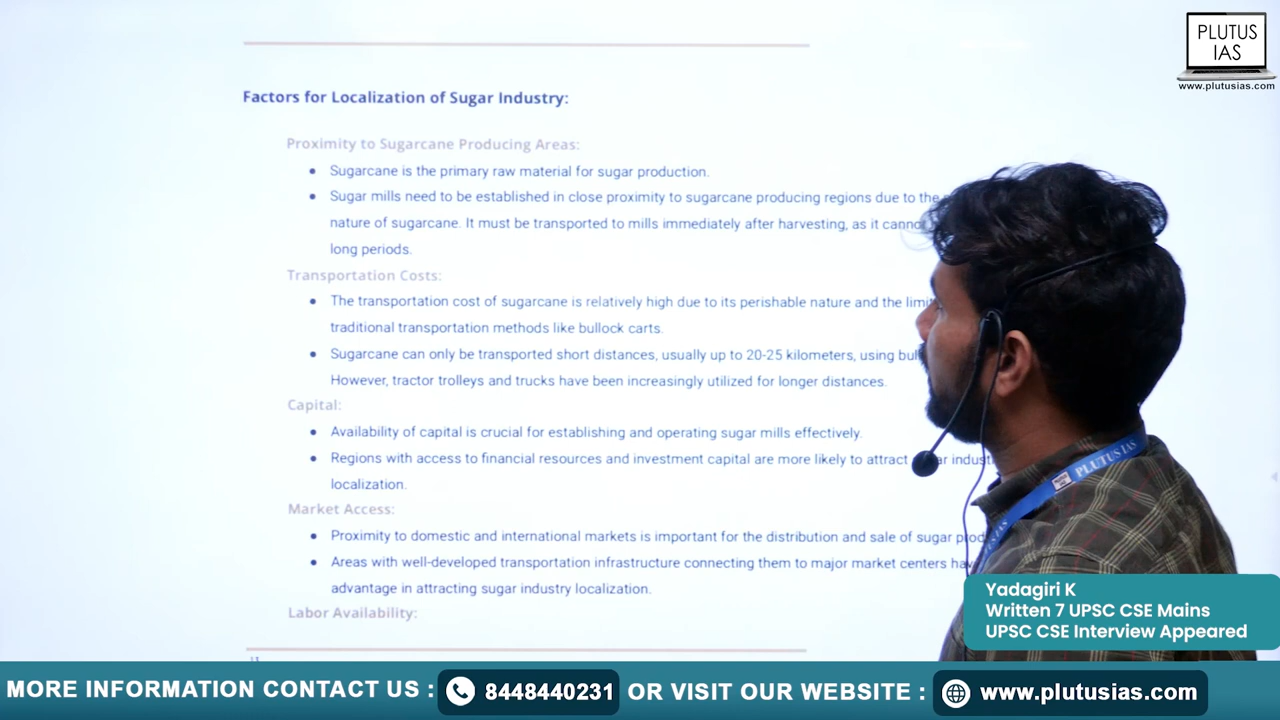 PLUTUS
IAS
www.plutusias.com
Factors for Localization of Sugar Industry:
Proximity to Sugarcane Producing Areas:
• Sugarcane is the primary raw material for sugar production.
• Sugar mills need to be established in close proximity to sugarcane producing regions due to the
nature of sugarcane. It must be transported to mills immediately after harvesting, as it
long periods.
Transportation Costs:
• The transportation cost of sugarcane is relatively high due to its perishable nature and the
traditional transportation methods like bullock carts.
• Sugarcane can only be transported short distances, usually up to 20-25 kilometers, using
However, tractor trolleys and trucks have been increasingly utilized for longer distances.
Capital:
• Availability of capital is crucial for establishing and operating sugar mills effectively.
• Regions with access to financial resources and investment capital are more likely to attract
localization.
Market Access:
• Proximity to domestic and international markets is important for the distribution and sale of sugar
• Areas with well-developed transportation infrastructure connecting them to major market centers
advantage in attracting sugar industry localization.
Labor Availability:
PLUTUS IAS
Yadagiri K
Written 7 UPSC CSE Mains
UPSC CSE Interview Appeared
MORE INFORMATION CONTACT US : 8448440231 OR VISIT OUR WEBSITE : www.plutusias.com